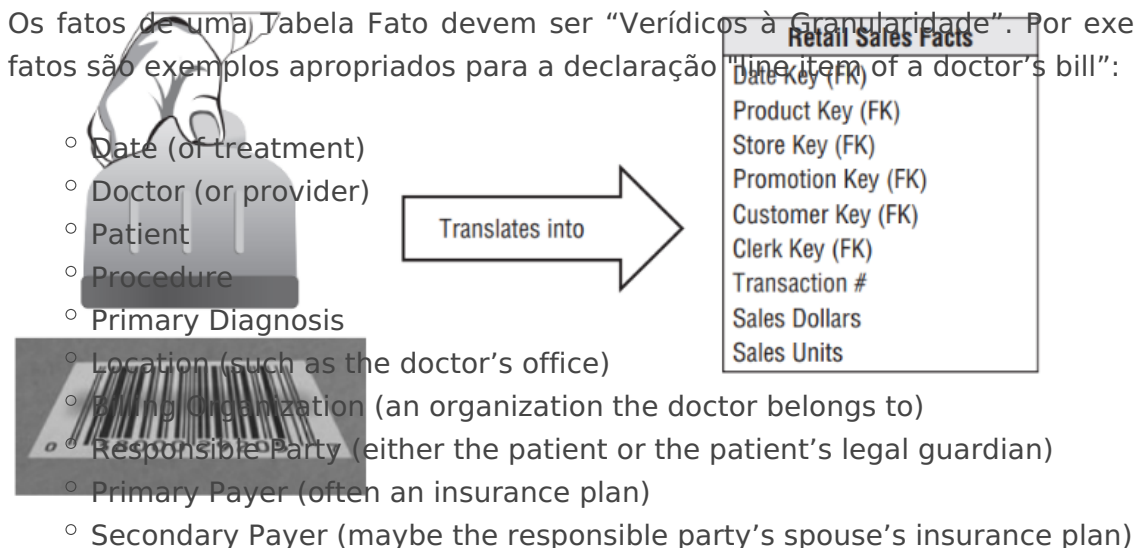 Os fatos de uma Tabela Fato devem ser “Verídicos à Granularidade”. Por exe
fatos são exemplos apropriados para a declaração "line item of a doctor’s bill”:
○ Date (of treatment)
○ Doctor (or provider)
○ Patient
○ Procedure
○ Primary Diagnosis
○ Location (such as the doctor’s office)
○ Billing Organization (an organization the doctor belongs to)
○ Responsible Party (either the patient or the patient’s legal guardian)
○ Primary Payer (often an insurance plan)
○ Secondary Payer (maybe the responsible party’s spouse’s insurance plan)
Translates into
Retail Sales Facts
Date Key (FK)
Product Key (FK)
Store Key (FK)
Promotion Key (FK)
Customer Key (FK)
Clerk Key (FK)
Transaction #
Sales Dollars
Sales Units